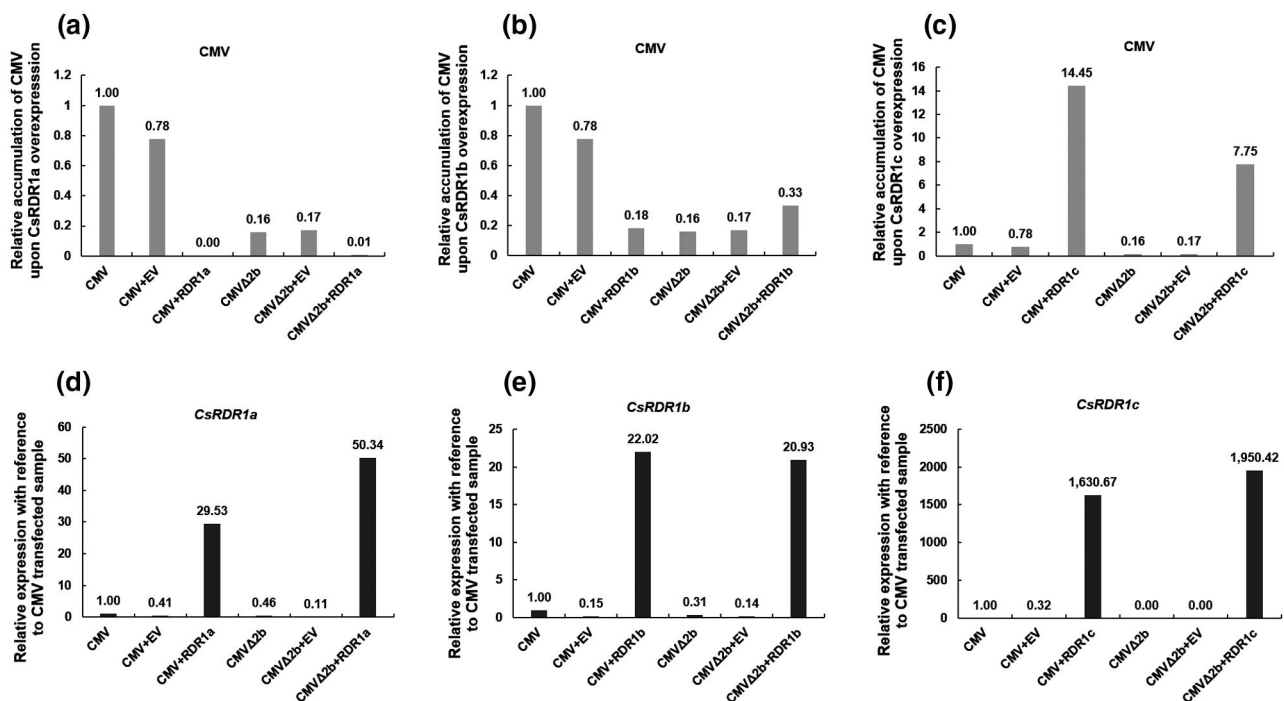 (a)
CMV
Relative accumulation of CMV
upon CsRDR1a overexpression
1.2
1
0.8
0.6
0.4
0.2
0
1.00
0.78
0.00
0.16
0.17
0.01
CMV
CMV+EV
CMV+RDR1a
CMVΔ2b
CMVΔ2b+EV
CMVΔ2b+RDR1a
(b)
CMV
Relative accumulation of CMV
upon CsRDR1b overexpression
1.2
1
0.8
0.6
0.4
0.2
0
1.00
0.78
0.18
0.16
0.17
0.33
CMV
CMV+EV
CMV+RDR1b
CMVΔ2b
CMVΔ2b+EV
CMVΔ2b+RDR1b
(c)
CMV
Relative accumulation of CMV
upon CsRDR1c overexpression
16
14
12
10
8
6
4
2
0
1.00
0.78
14.45
0.16
0.17
7.75
CMV
CMV+EV
CMV+RDR1c
CMVΔ2b
CMVΔ2b+EV
CMVΔ2b+RDR1c
(d)
CsRDR1a
Relative expression with reference
to CMV transfected sample
60
50
40
30
20
10
0
1.00
0.41
29.53
0.46
0.11
50.34
CMV
CMV+EV
CMV+RDR1a
CMVΔ2b
CMVΔ2b+EV
CMVΔ2b+RDR1a
(e)
CsRDR1b
Relative expression with reference
to CMV transfected sample
25
20
15
10
5
0
1.00
0.15
22.02
0.31
0.14
20.93
CMV
CMV+EV
CMV+RDR1b
CMVΔ2b
CMVΔ2b+EV
CMVΔ2b+RDR1b
(f)
CsRDR1c
Relative expression with reference
to CMV transfected sample
2500
2000
1500
1000
500
0
1.00
0.32
1,630.67
0.00
0.00
1,950.42
CMV
CMV+EV
CMV+RDR1c
CMVΔ2b
CMVΔ2b+EV
CMVΔ2b+RDR1c